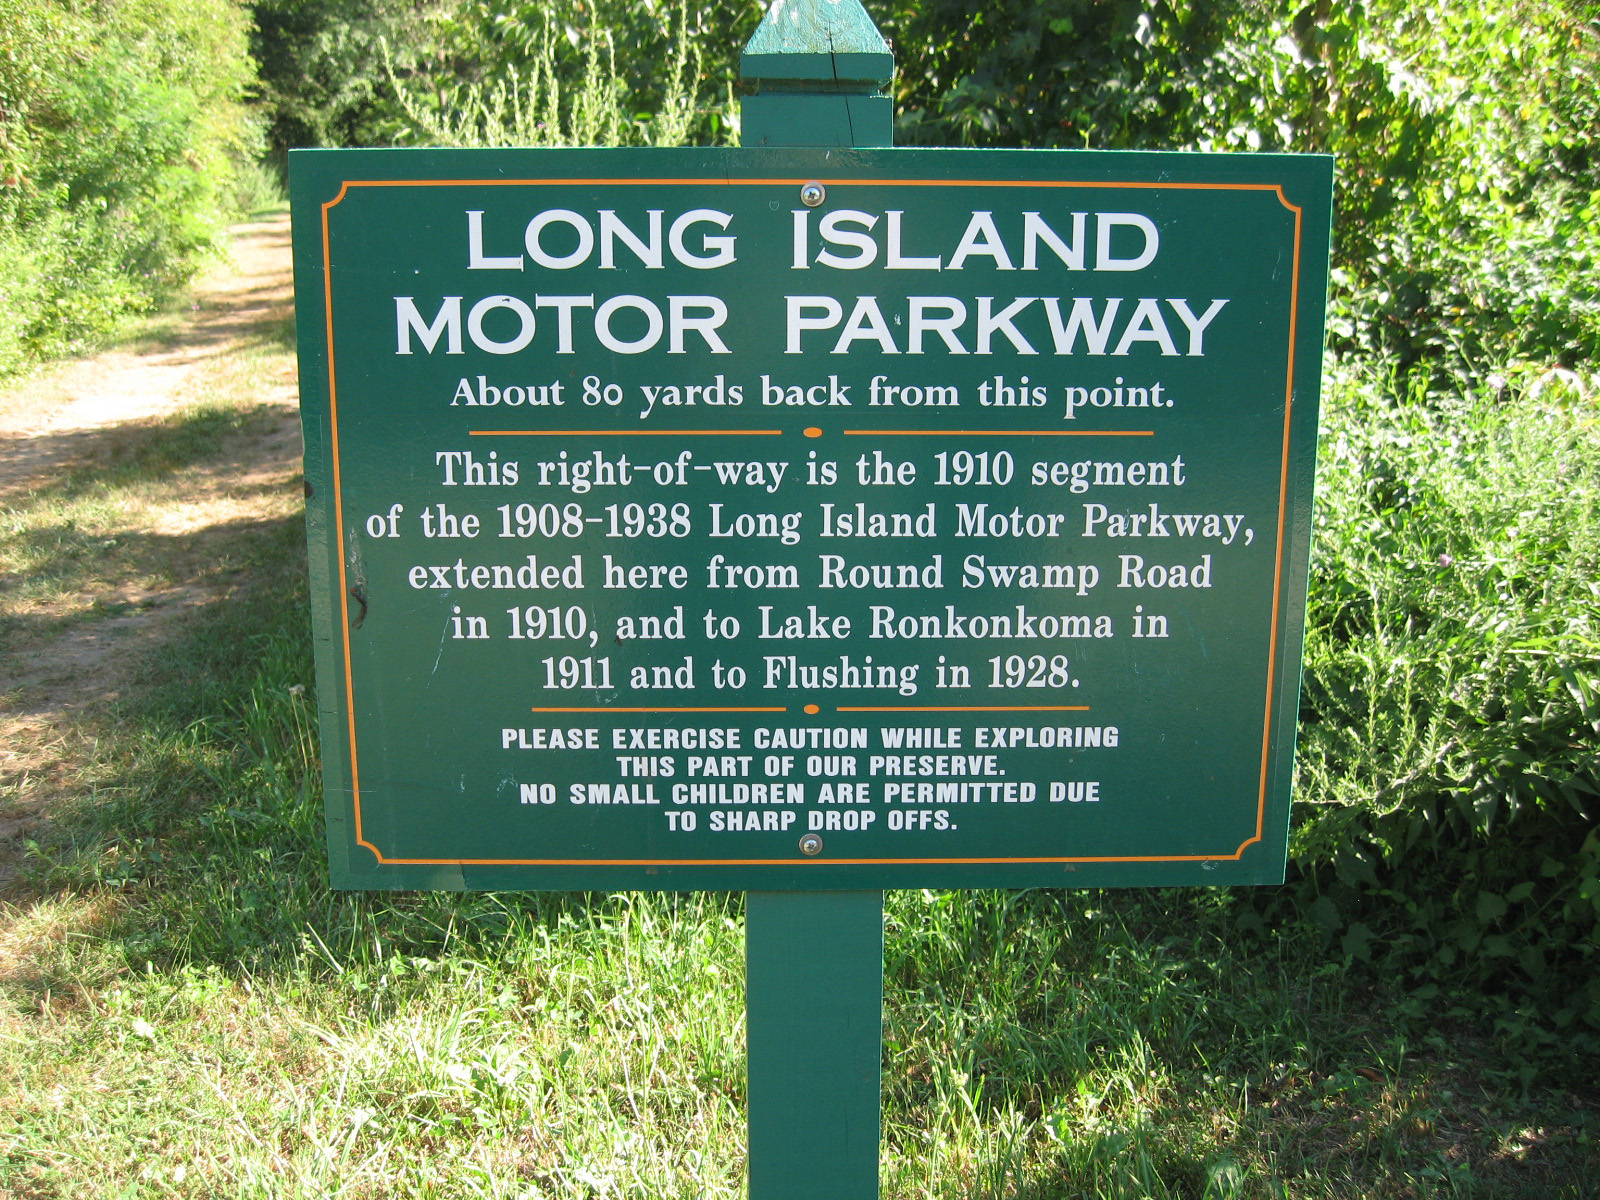 LONG ISLAND
MOTOR PARKWAY
About 80 yards back from this point.
This right-of-way is the 1910 segment
of the 1908-1938 Long Island Motor Parkway,
extended here from Round Swamp Road
in 1910, and to Lake Ronkonkoma in
1911 and to Flushing in 1928.
PLEASE EXERCISE CAUTION WHILE EXPLORING
THIS PART OF OUR PRESERVE.
NO SMALL CHILDREN ARE PERMITTED DUE
TO SHARP DROP OFFS.